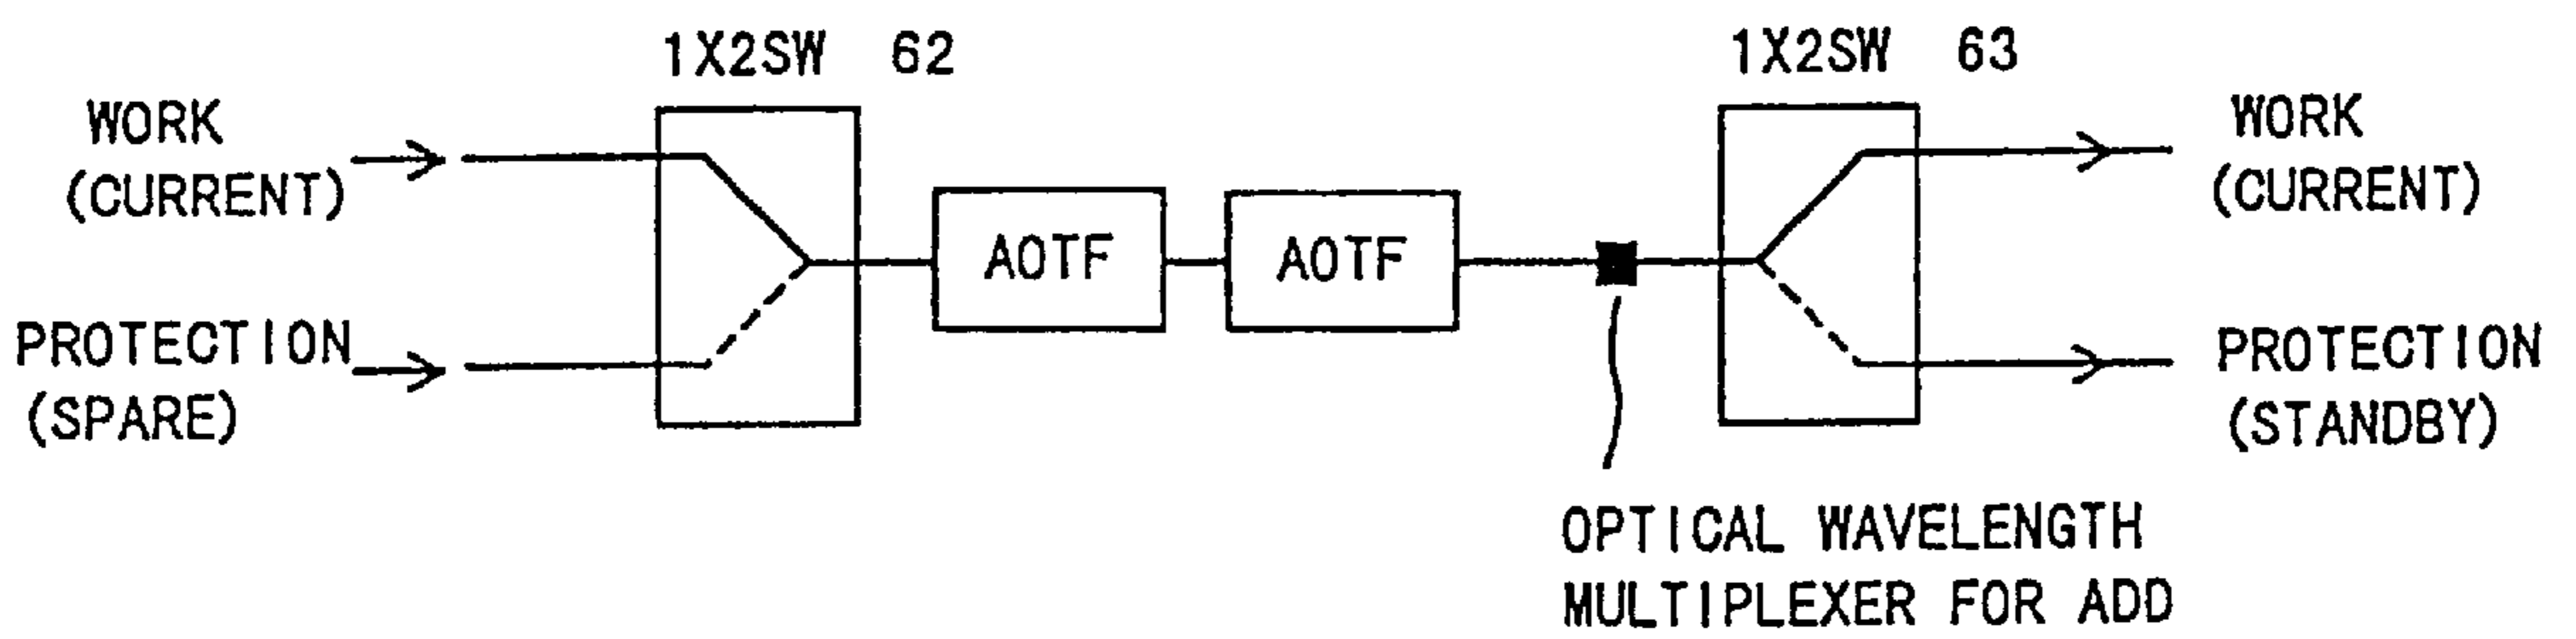 1X2SW 62
1X2SW 63
WORK
(CURRENT)
WORK
(CURRENT)
AOTF
AOTF
PROTECTION
(SPARE)
PROTECTION
(STANDBY)
OPTICAL WAVELENGTH
MULTIPLEXER FOR ADD